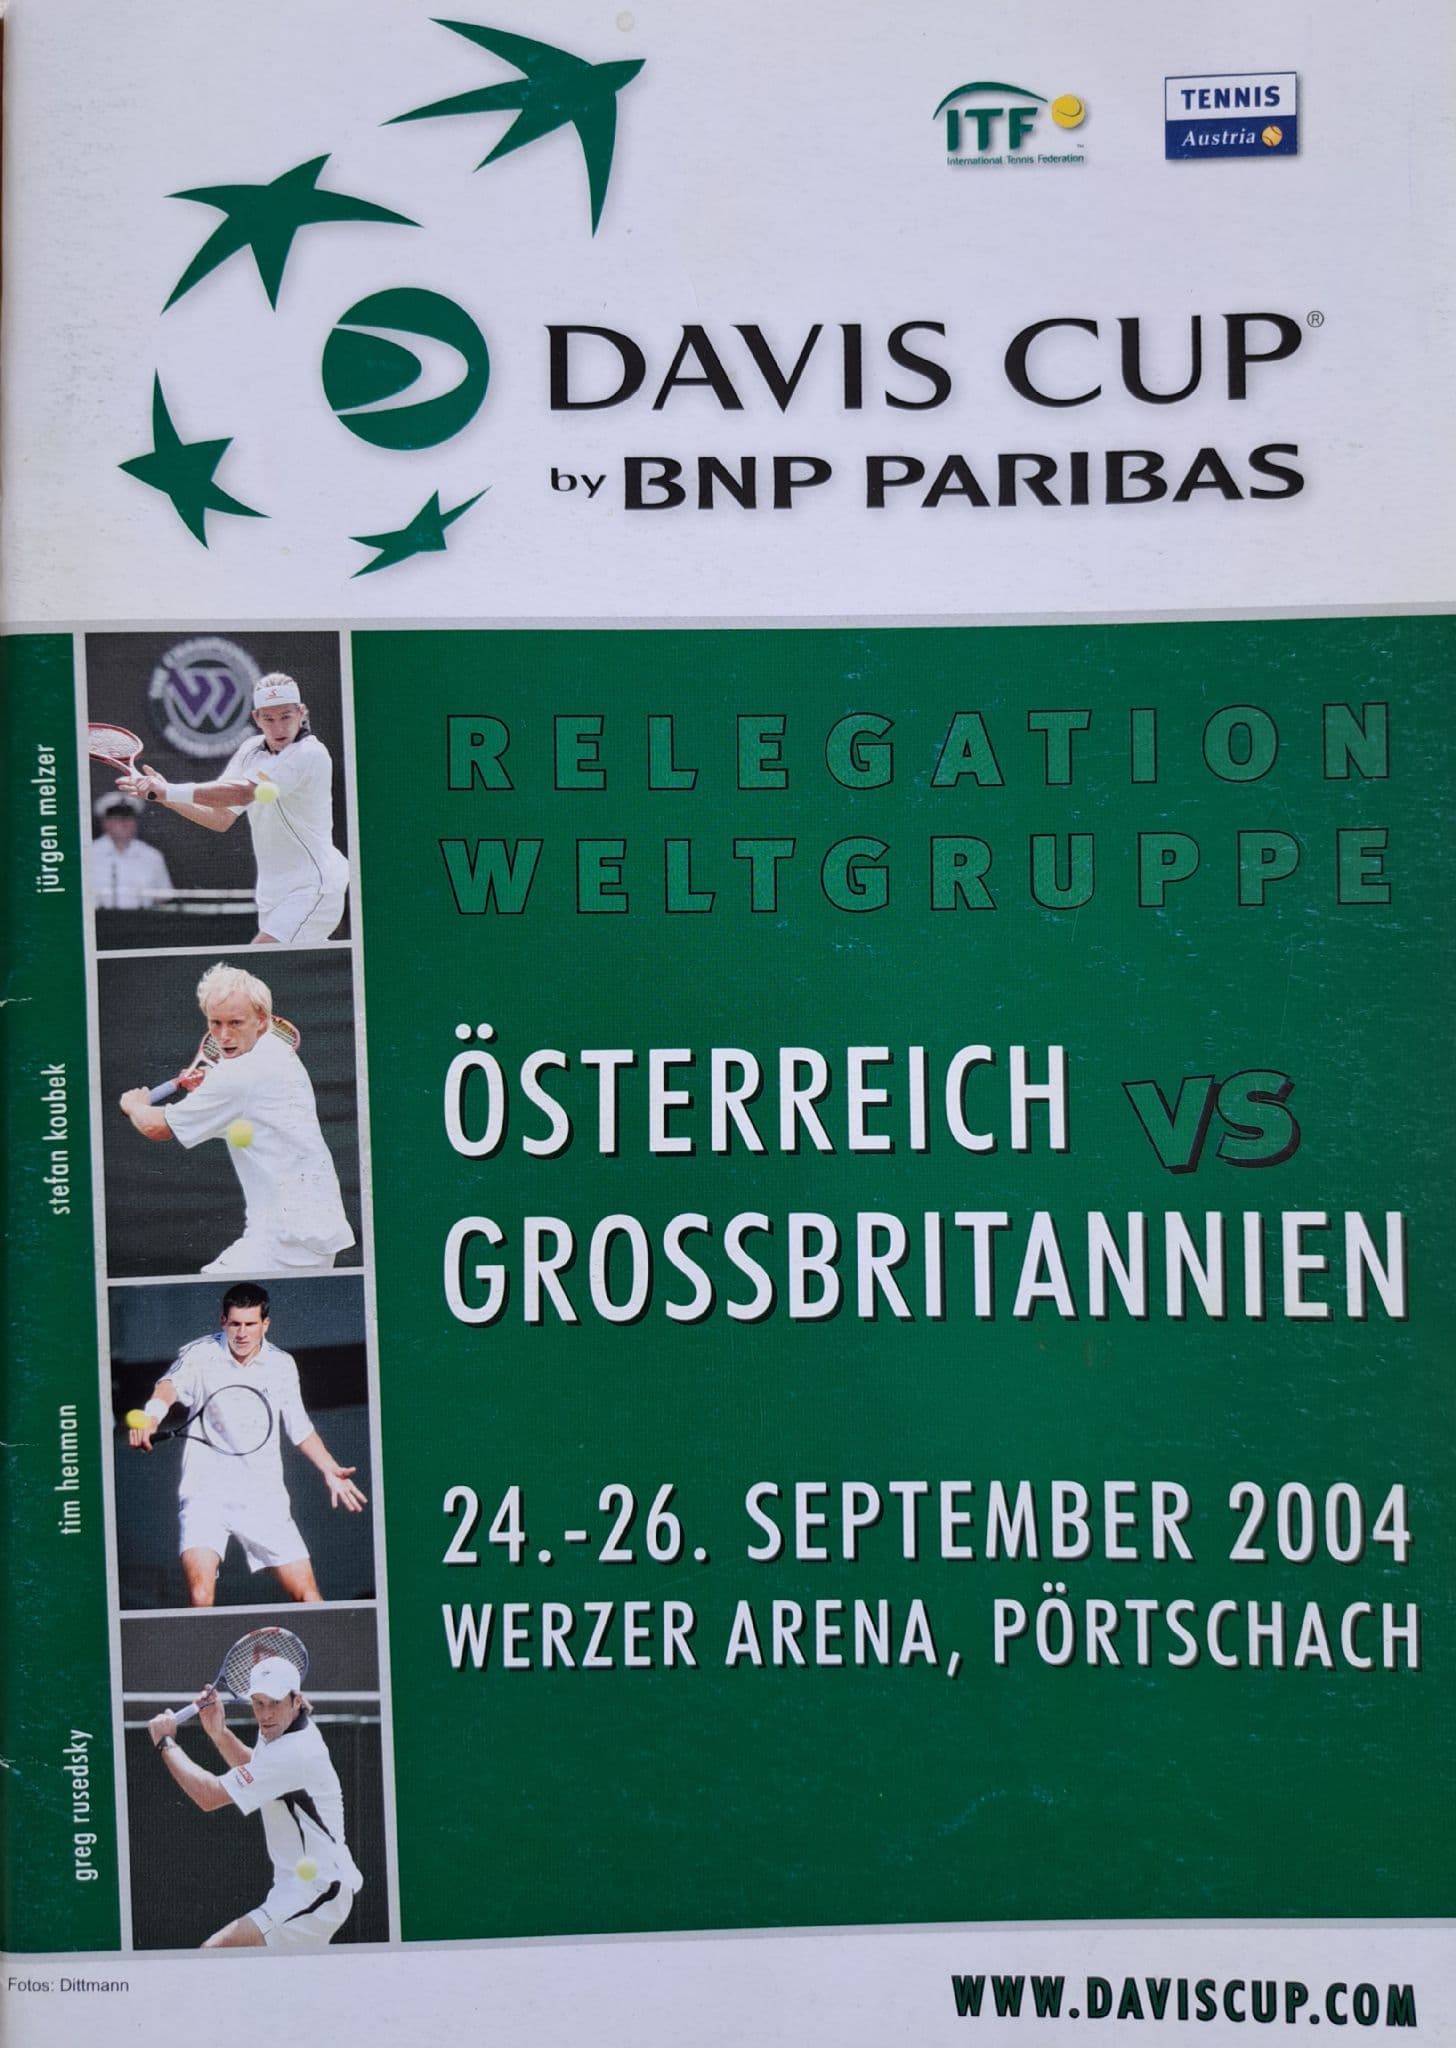 ITF
International Tennis Federation
TENNIS
Austria
DAVIS CUP®
by BNP PARIBAS
RELEGATION
WELTGRUPPE
ÖSTERREICH VS
GROSSBRITANNIEN
24.-26. SEPTEMBER 2004
WERZER ARENA, PÖRTSCHACH
jürgen melzer
stefan koubek
tim henman
greg rusedsky
Fotos: Dittmann
WWW.DAVISCUP.COM